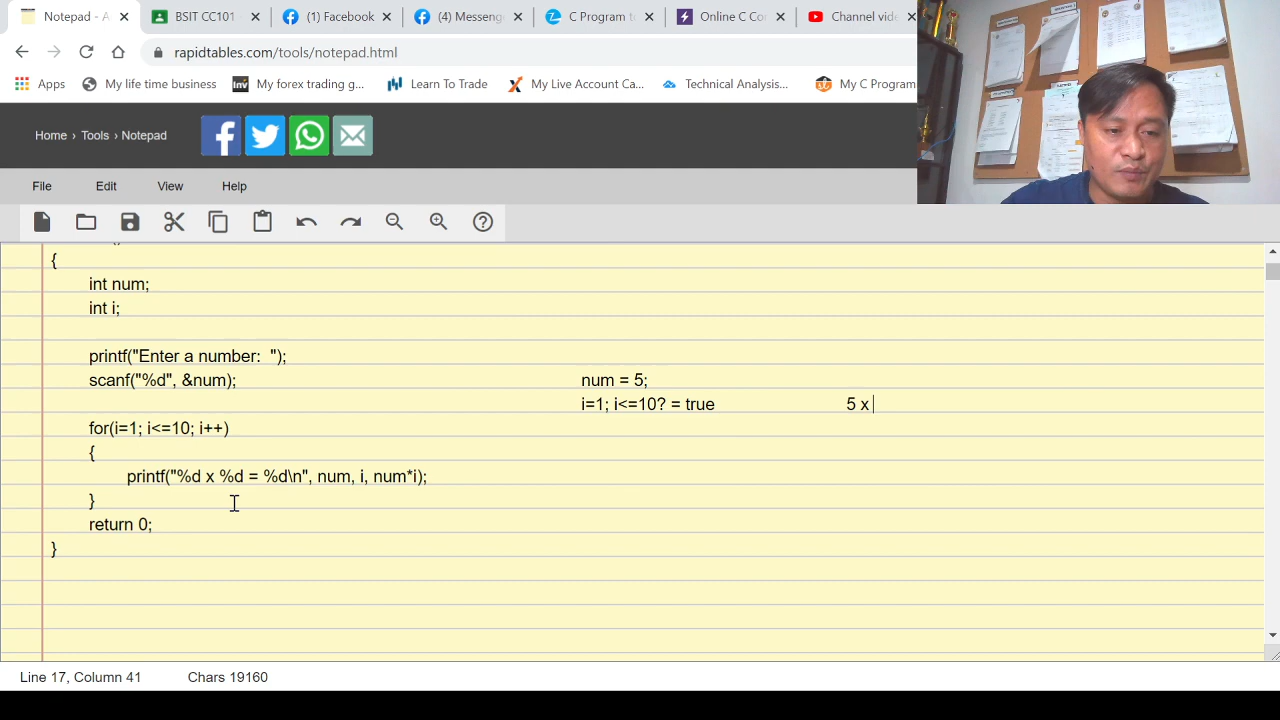 Notepad - A
BSIT CC101
(1) Facebook
(4) Messeng
C Program t
Online C Co
Channel vid
rapidtables.com/tools/notepad.html
Apps
My life time business
My forex trading g...
Learn To Trade
My Live Account Ca...
Technical Analysis...
My C Program
Home › Tools › Notepad
File Edit View Help
{
int num;
int i;
printf("Enter a number:  ");
scanf("%d", &num); num = 5;
i=1; i<=10? = true 5 x
for(i=1; i<=10; i++)
{
printf("%d x %d = %d\n", num, i, num*i);
}
return 0;
}
Line 17, Column 41 Chars 19160